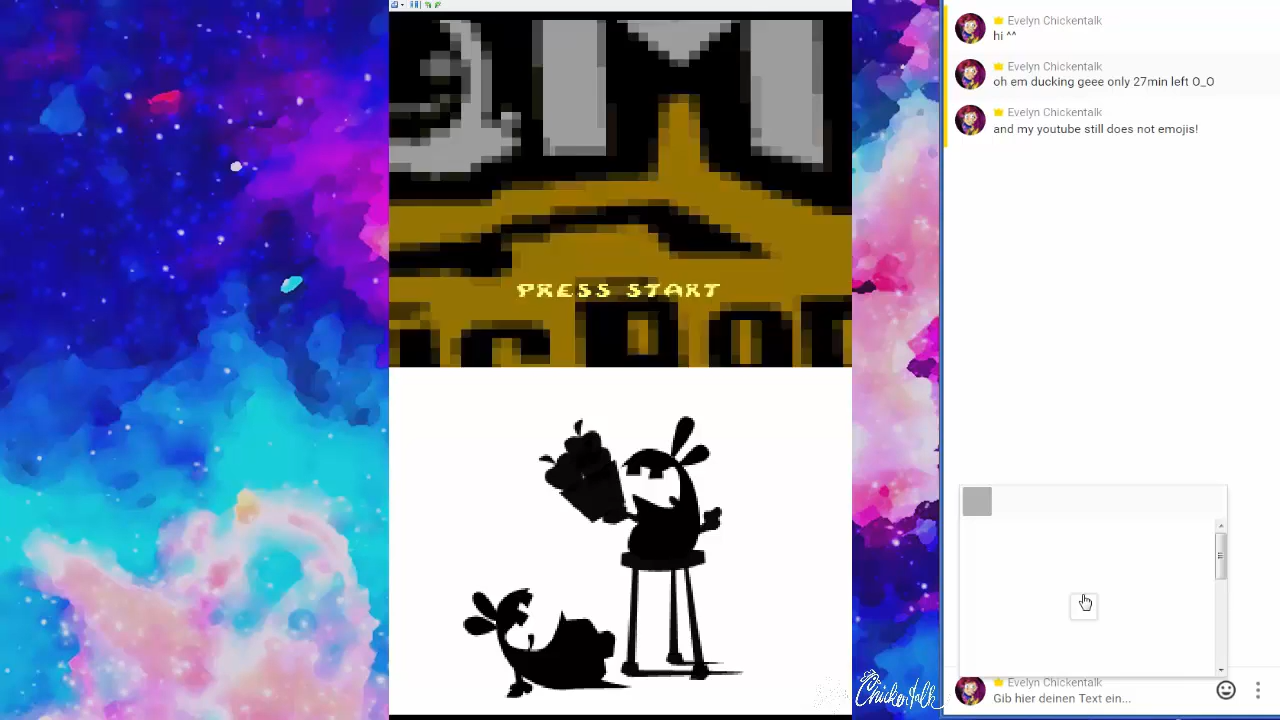 PRESS START
Evelyn Chickentalk
hi ^^
Evelyn Chickentalk
oh em ducking geee only 27min left O_O
Evelyn Chickentalk
and my youtube still does not emojis!
Evelyn Chickentalk
Gib hier deinen Text ein...
Chickentalk